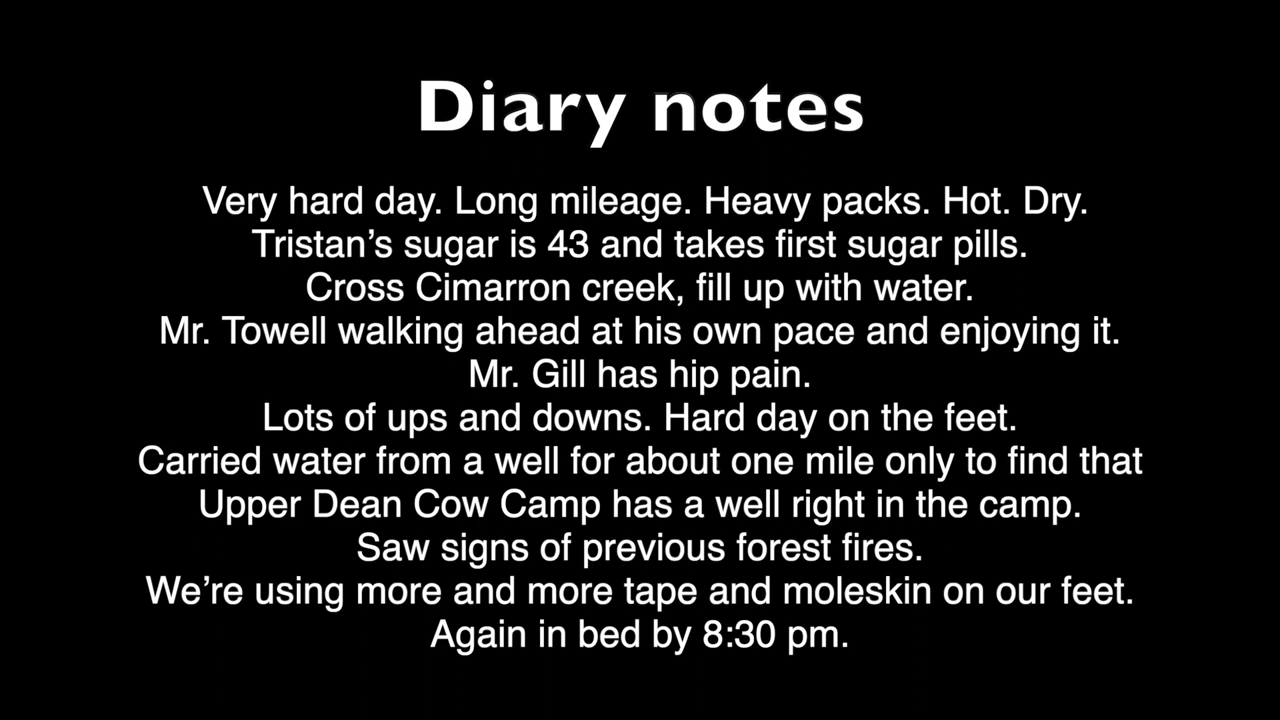 Diary notes
Very hard day. Long mileage. Heavy packs. Hot. Dry.
Tristan’s sugar is 43 and takes first sugar pills.
Cross Cimarron creek, fill up with water.
Mr. Towell walking ahead at his own pace and enjoying it.
Mr. Gill has hip pain.
Lots of ups and downs. Hard day on the feet.
Carried water from a well for about one mile only to find that
Upper Dean Cow Camp has a well right in the camp.
Saw signs of previous forest fires.
We’re using more and more tape and moleskin on our feet.
Again in bed by 8:30 pm.